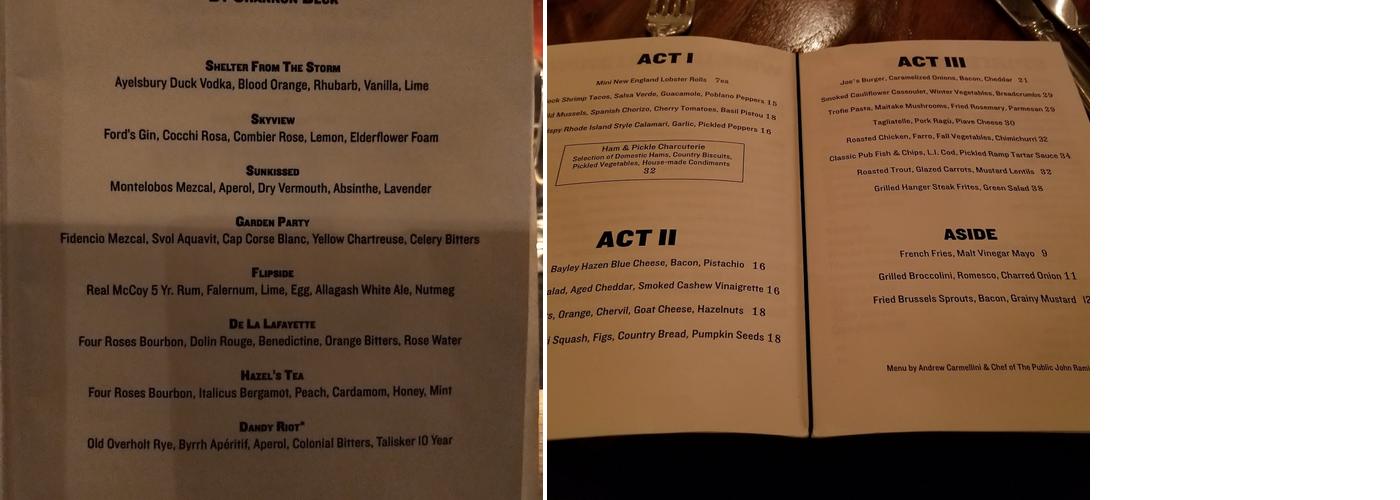 BY SHANNON BECK
SHELTER FROM THE STORM
Ayelsbury Duck Vodka, Blood Orange, Rhubarb, Vanilla, Lime
SKYVIEW
Ford's Gin, Cocchi Rosa, Combier Rose, Lemon, Elderflower Foam
SUNKISSED
Montelobos Mezcal, Aperol, Dry Vermouth, Absinthe, Lavender
GARDEN PARTY
Fidencio Mezcal, Svol Aquavit, Cap Corse Blanc, Yellow Chartreuse, Celery Bitters
FLIPSIDE
Real McCoy 5 Yr. Rum, Falernum, Lime, Egg, Allagash White Ale, Nutmeg
DE LA LAFAYETTE
Four Roses Bourbon, Dolin Rouge, Benedictine, Orange Bitters, Rose Water
HAZEL'S TEA
Four Roses Bourbon, Italicus Bergamot, Peach, Cardamom, Honey, Mint
DANDY RIOT*
Old Overholt Rye, Byrrh Apéritif, Aperol, Colonial Bitters, Talisker 10 Year
ACT I
Mini New England Lobster Rolls 7ea
Shrimp Tacos, Salsa Verde, Guacamole, Poblano Peppers 15
Mussels, Spanish Chorizo, Cherry Tomatoes, Basil Pistou 18
Rhode Island Style Calamari, Garlic, Pickled Peppers 16
Ham & Pickle Charcuterie
Selection of Domestic Hams, Country Biscuits,
Pickled Vegetables, House-made Condiments
32
ACT II
Bayley Hazen Blue Cheese, Bacon, Pistachio 16
Aged Cheddar, Smoked Cashew Vinaigrette 16
Orange, Chervil, Goat Cheese, Hazelnuts 18
Squash, Figs, Country Bread, Pumpkin Seeds 18
ACT III
Joe's Burger, Caramelized Onions, Bacon, Cheddar 21
Smoked Cauliflower Cassoulet, Winter Vegetables, Breadcrumbs 29
Trofie Pasta, Maitake Mushrooms, Fried Rosemary, Parmesan 29
Tagliatelle, Pork Ragù, Piave Cheese 30
Roasted Chicken, Farro, Fall Vegetables, Chimichurri 32
Classic Pub Fish & Chips, L.I. Cod, Pickled Ramp Tartar Sauce 34
Roasted Trout, Glazed Carrots, Mustard Lentils 32
Grilled Hanger Steak Frites, Green Salad 38
ASIDE
French Fries, Malt Vinegar Mayo 9
Grilled Broccolini, Romesco, Charred Onion 11
Fried Brussels Sprouts, Bacon, Grainy Mustard 12
Menu by Andrew Carmellini & Chef of The Public John